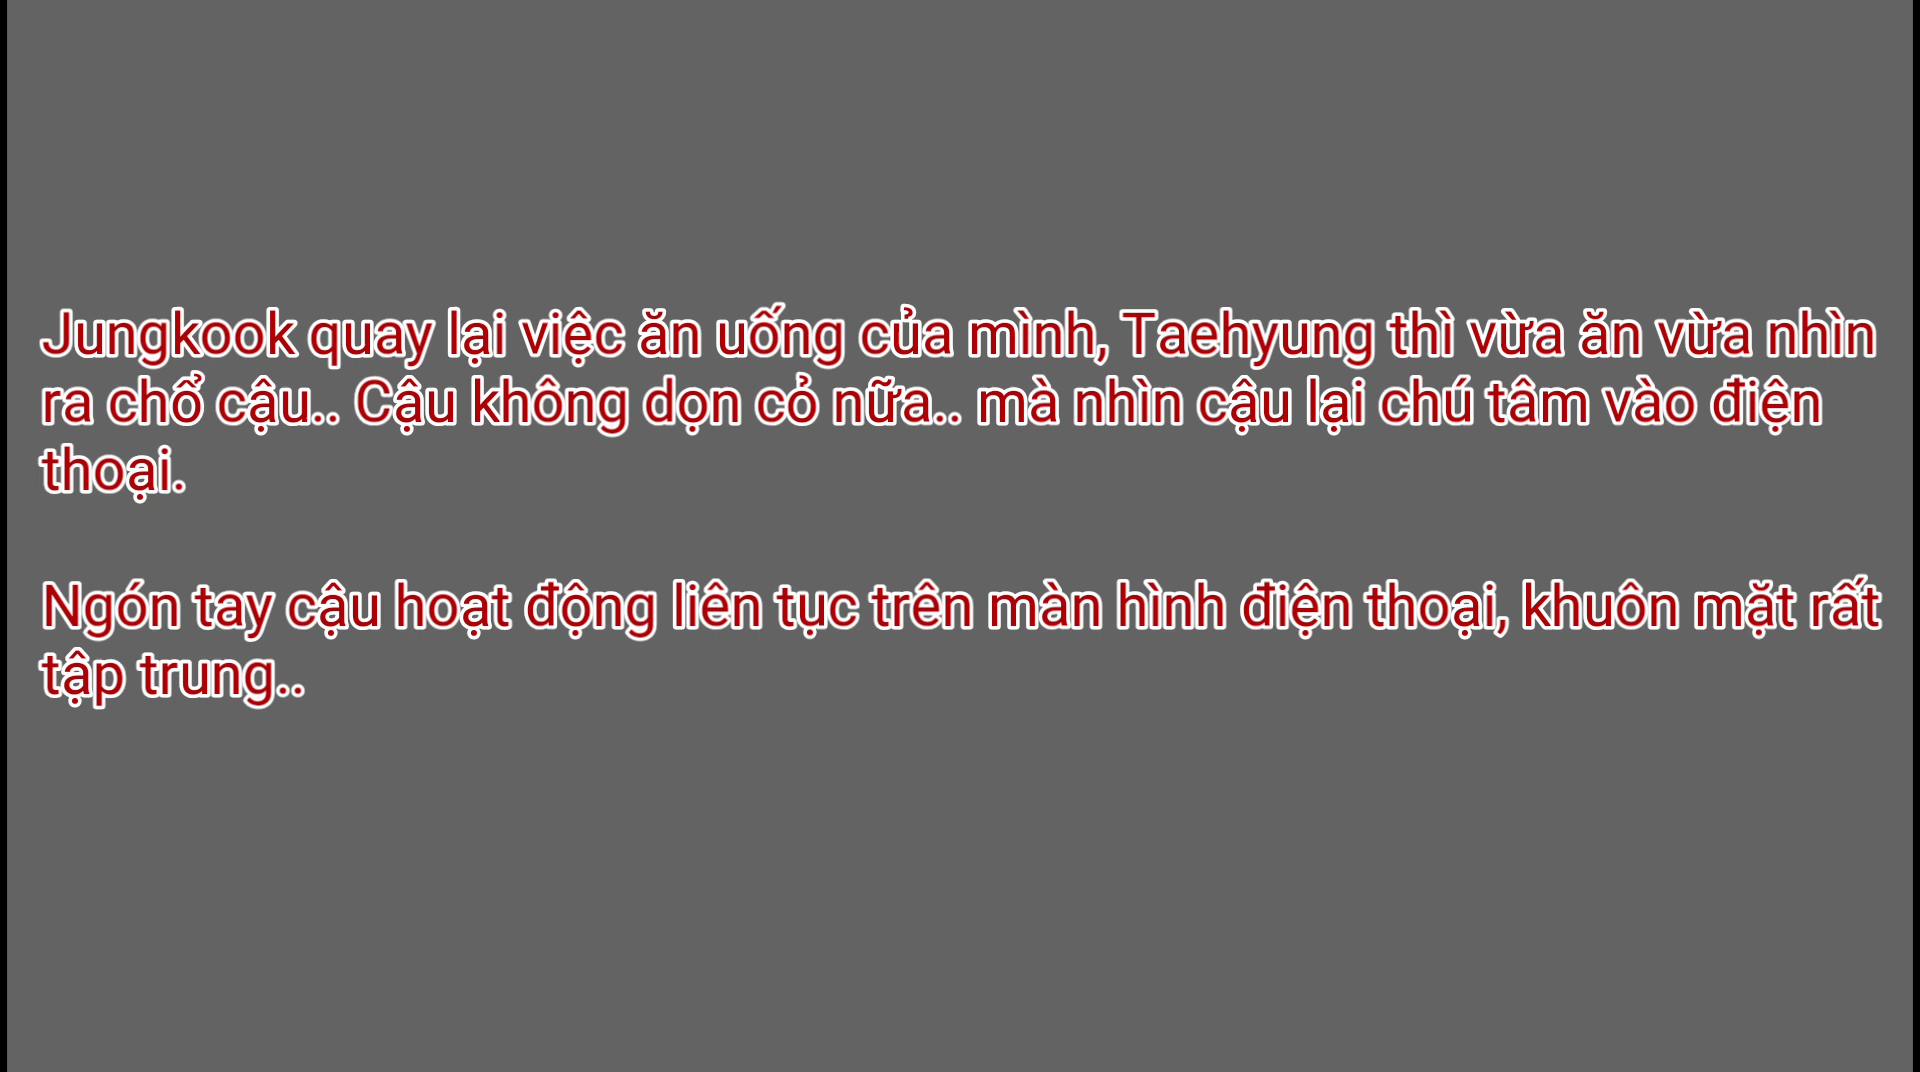 Jungkook quay lại việc ăn uống của mình, Taehyung thì vừa ăn vừa nhìn
ra chổ cậu.. Cậu không dọn cỏ nữa.. mà nhìn cậu lại chú tâm vào điện
thoại.
Ngón tay cậu hoạt động liên tục trên màn hình điện thoại, khuôn mặt rất
tập trung..